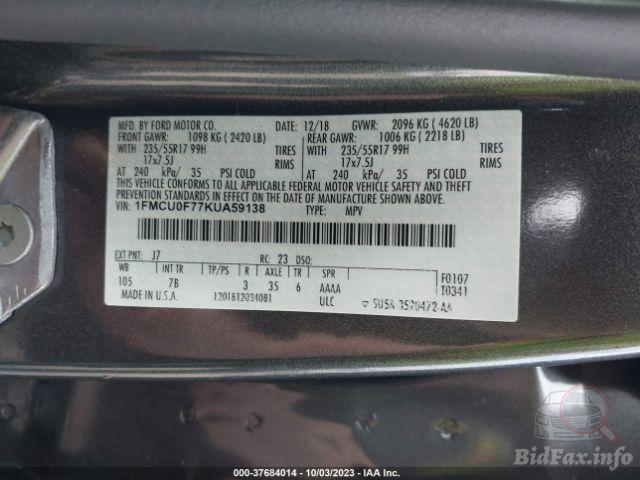 MFD. BY FORD MOTOR CO. 12/18 GVWR: 2096 KG ( 4620 LB)
FRONT GAWR: 1098 KG ( 2420 LB) REAR GAWR: 1006 KG ( 2218 LB)
WITH 235/55R17 99H TIRES WITH 235/55R17 99H TIRES
17x7.5J RIMS 17x7.5J RIMS
AT 240 kPa/ 35 PSI COLD AT 240 kPa/ 35 PSI COLD
THIS VEHICLE CONFORMS TO ALL APPLICABLE FEDERAL MOTOR VEHICLE SAFETY AND THEFT PREVENTION
STANDARDS IN EFFECT ON THE DATE OF MANUFACTURE SHOWN ABOVE.
VIN: 1FMCU0F77KUA59138 TYPE: MPV
EXT PNT: J7 RC: 23 DSO:
WB INT TR TP/PS R AXLE TR SPR F0107
105 7B 3 35 6 AAAA T0341
MADE IN U.S.A. ULC
000-37684014 - 10/03/2023 - IAA Inc.
BidFax.info